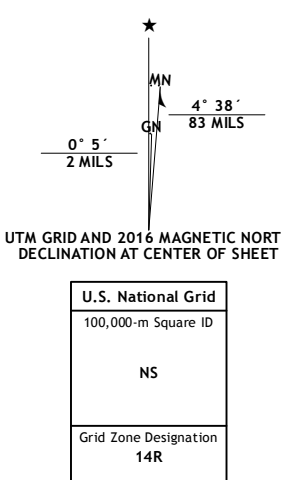 ★
MN
4° 38´
GN
83 MILS
0° 5´
2 MILS
UTM GRID AND 2016 MAGNETIC NORT
DECLINATION AT CENTER OF SHEET
U.S. National Grid
100,000-m Square ID
NS
Grid Zone Designation
14R